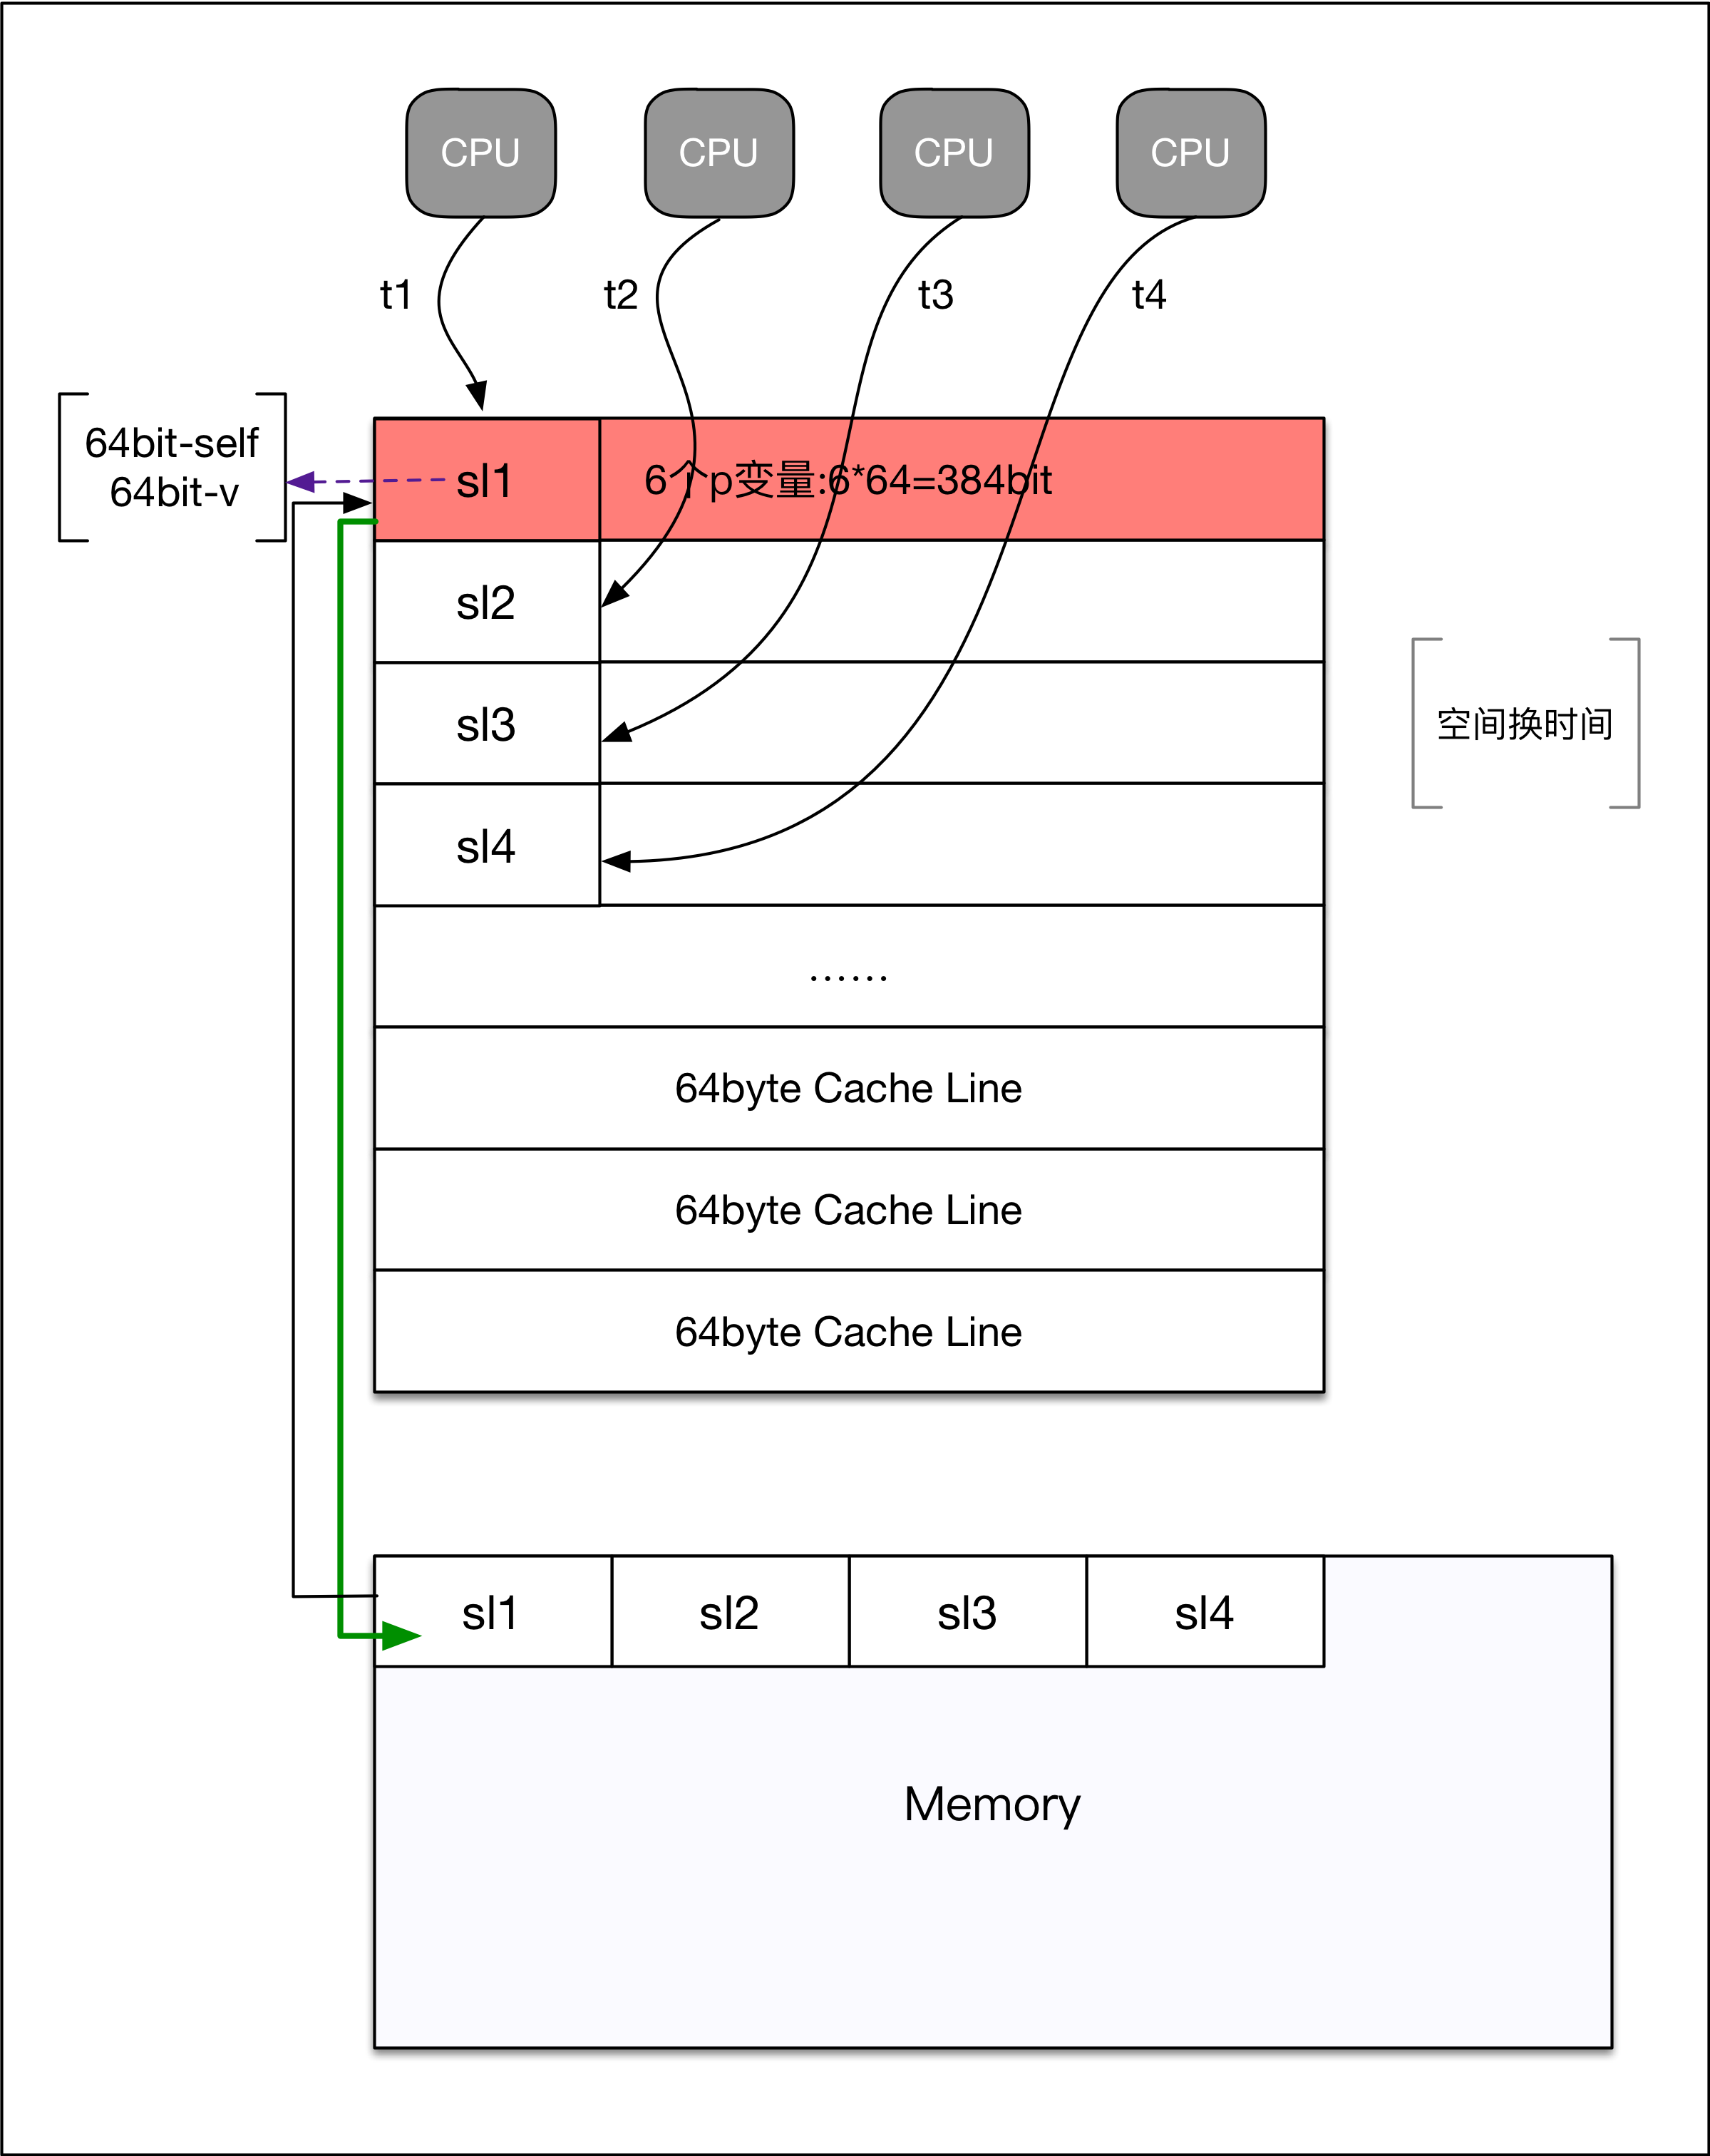 CPU
CPU
CPU
CPU
t1
t2
t3
t4
64bit-self
64bit-v
sl1
6个p变量:6*64=384bit
sl2
sl3
空间换时间
sl4
......
64byte Cache Line
64byte Cache Line
64byte Cache Line
sl1
sl2
sl3
sl4
Memory